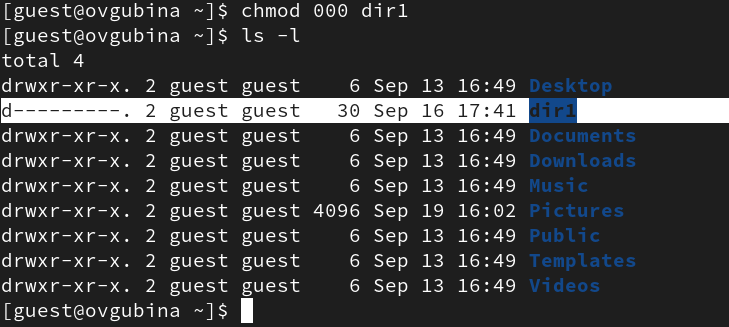 [guest@ovgubina ~]$ chmod 000 dir1
[guest@ovgubina ~]$ ls -l
total 4
drwxr-xr-x. 2 guest guest    6 Sep 13 16:49 Desktop
d---------. 2 guest guest   30 Sep 16 17:41 dir1
drwxr-xr-x. 2 guest guest    6 Sep 13 16:49 Documents
drwxr-xr-x. 2 guest guest    6 Sep 13 16:49 Downloads
drwxr-xr-x. 2 guest guest    6 Sep 13 16:49 Music
drwxr-xr-x. 2 guest guest 4096 Sep 19 16:02 Pictures
drwxr-xr-x. 2 guest guest    6 Sep 13 16:49 Public
drwxr-xr-x. 2 guest guest    6 Sep 13 16:49 Templates
drwxr-xr-x. 2 guest guest    6 Sep 13 16:49 Videos
[guest@ovgubina ~]$